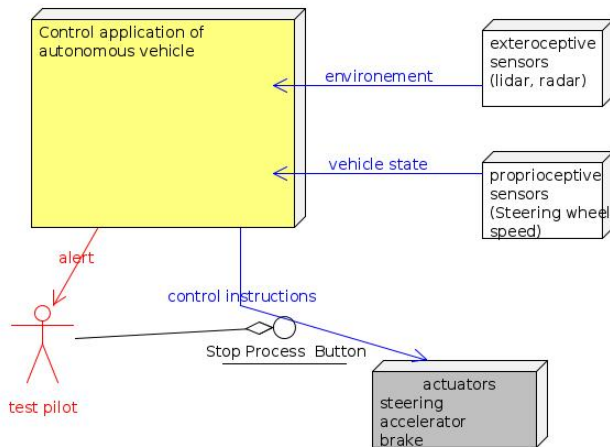 Control application of
autonomous vehicle
exteroceptive
sensors
(lidar, radar)
environement
vehicle state
proprioceptive
sensors
(Steering wheel
speed)
alert
control instructions
Stop Process Button
test pilot
actuators
steering
accelerator
brake